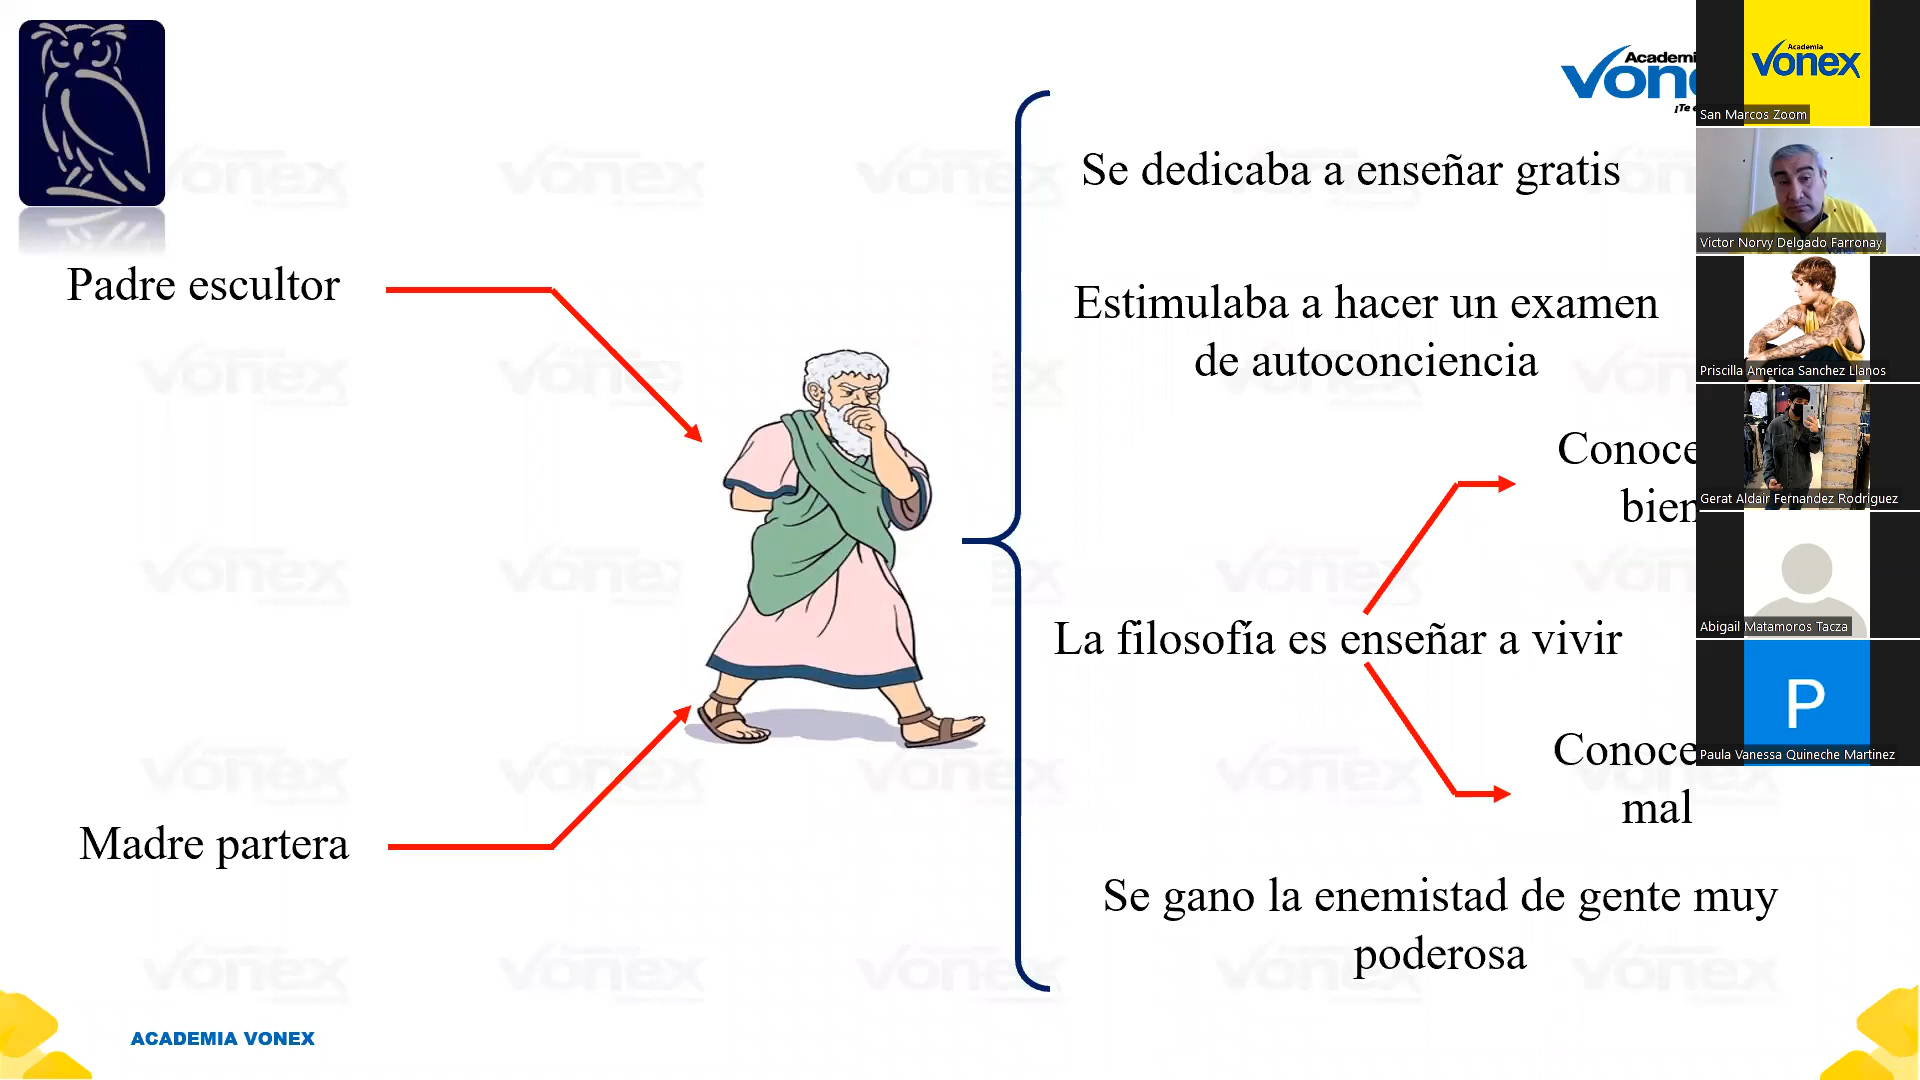 Academia
vonex
San Marcos Zoom
Victor Norvy Delgado Farronay
Priscilla America Sanchez Llanos
Gerat Aldair Fernandez Rodriguez
Abigail Matamoros Tacza
P
Paula Vanessa Quineche Martinez
Padre escultor
Madre partera
Se dedicaba a enseñar gratis
Estimulaba a hacer un examen
de autoconciencia
Conoce
bien
La filosofía es enseñar a vivir
Conoce
mal
Se gano la enemistad de gente muy
poderosa
ACADEMIA VONEX